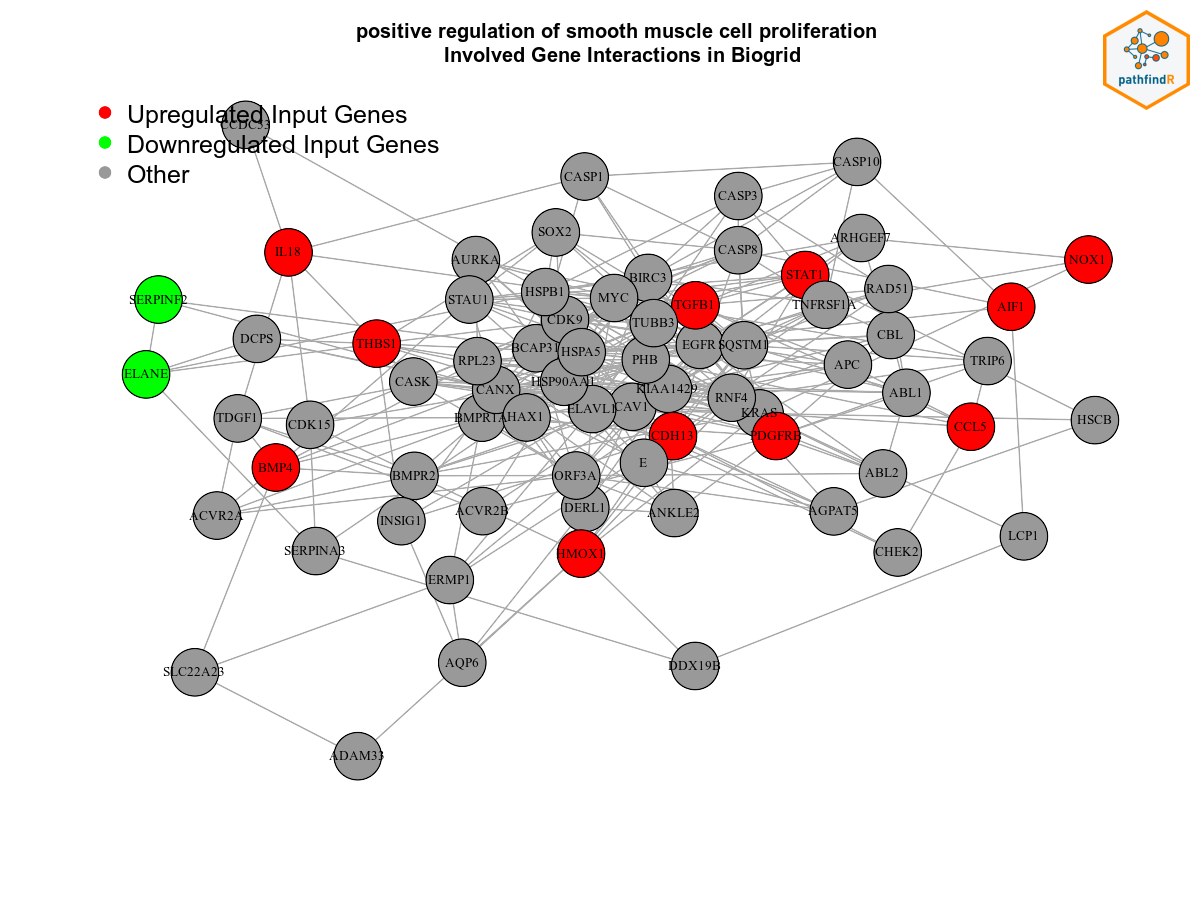 positive regulation of smooth muscle cell proliferation
Involved Gene Interactions in Biogrid
pathfindR
Upregulated Input Genes
Downregulated Input Genes
Other
CCDC53
CASP10
CASP1
CASP3
SOX2
ARHGEF7
CASP8
IL18
AURKA
NOX1
STAT1
BIRC3
RAD51
HSPB1
MYC
SERPINF2
STAU1
TGFB1
TNFRSF1A
AIF1
CDK9
TUBB3
CBL
DCPS
THBS1
BCAP31
HSPA5
EGFR
SQSTM1
RPL23
PHB
TRIP6
APC
ELANE
CASK
CANX
HSP90AA1
KIAA1429
ABL1
RNF4
TDGF1
CDK15
BMPR1A
HAX1
ELAVL1
CAV1
KRAS
HSCB
CCL5
CDH13
PDGFRB
BMP4
E
BMPR2
ORF3A
ABL2
ACVR2A
INSIG1
ACVR2B
DERL1
ANKLE2
AGPAT5
LCP1
SERPINA3
HMOX1
CHEK2
ERMP1
SLC22A23
AQP6
DDX19B
ADAM33